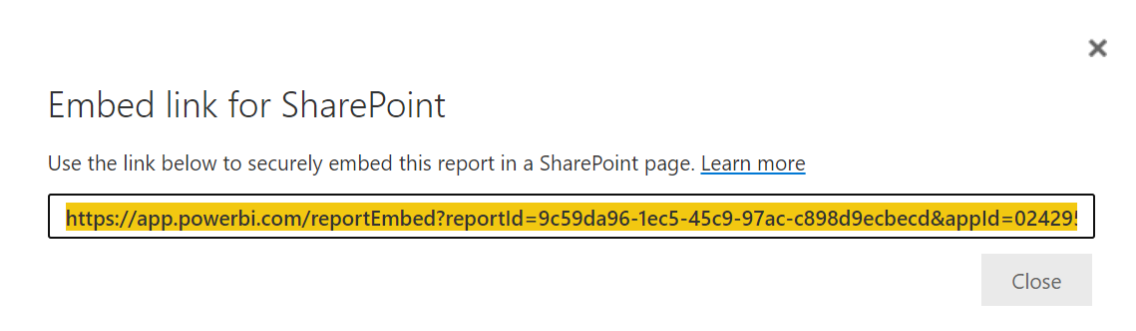 Embed link for SharePoint
Use the link below to securely embed this report in a SharePoint page. Learn more
https://app.powerbi.com/reportEmbed?reportId=9c59da96-1ec5-45c9-97ac-c898d9ecbecd&appId=02429
Close